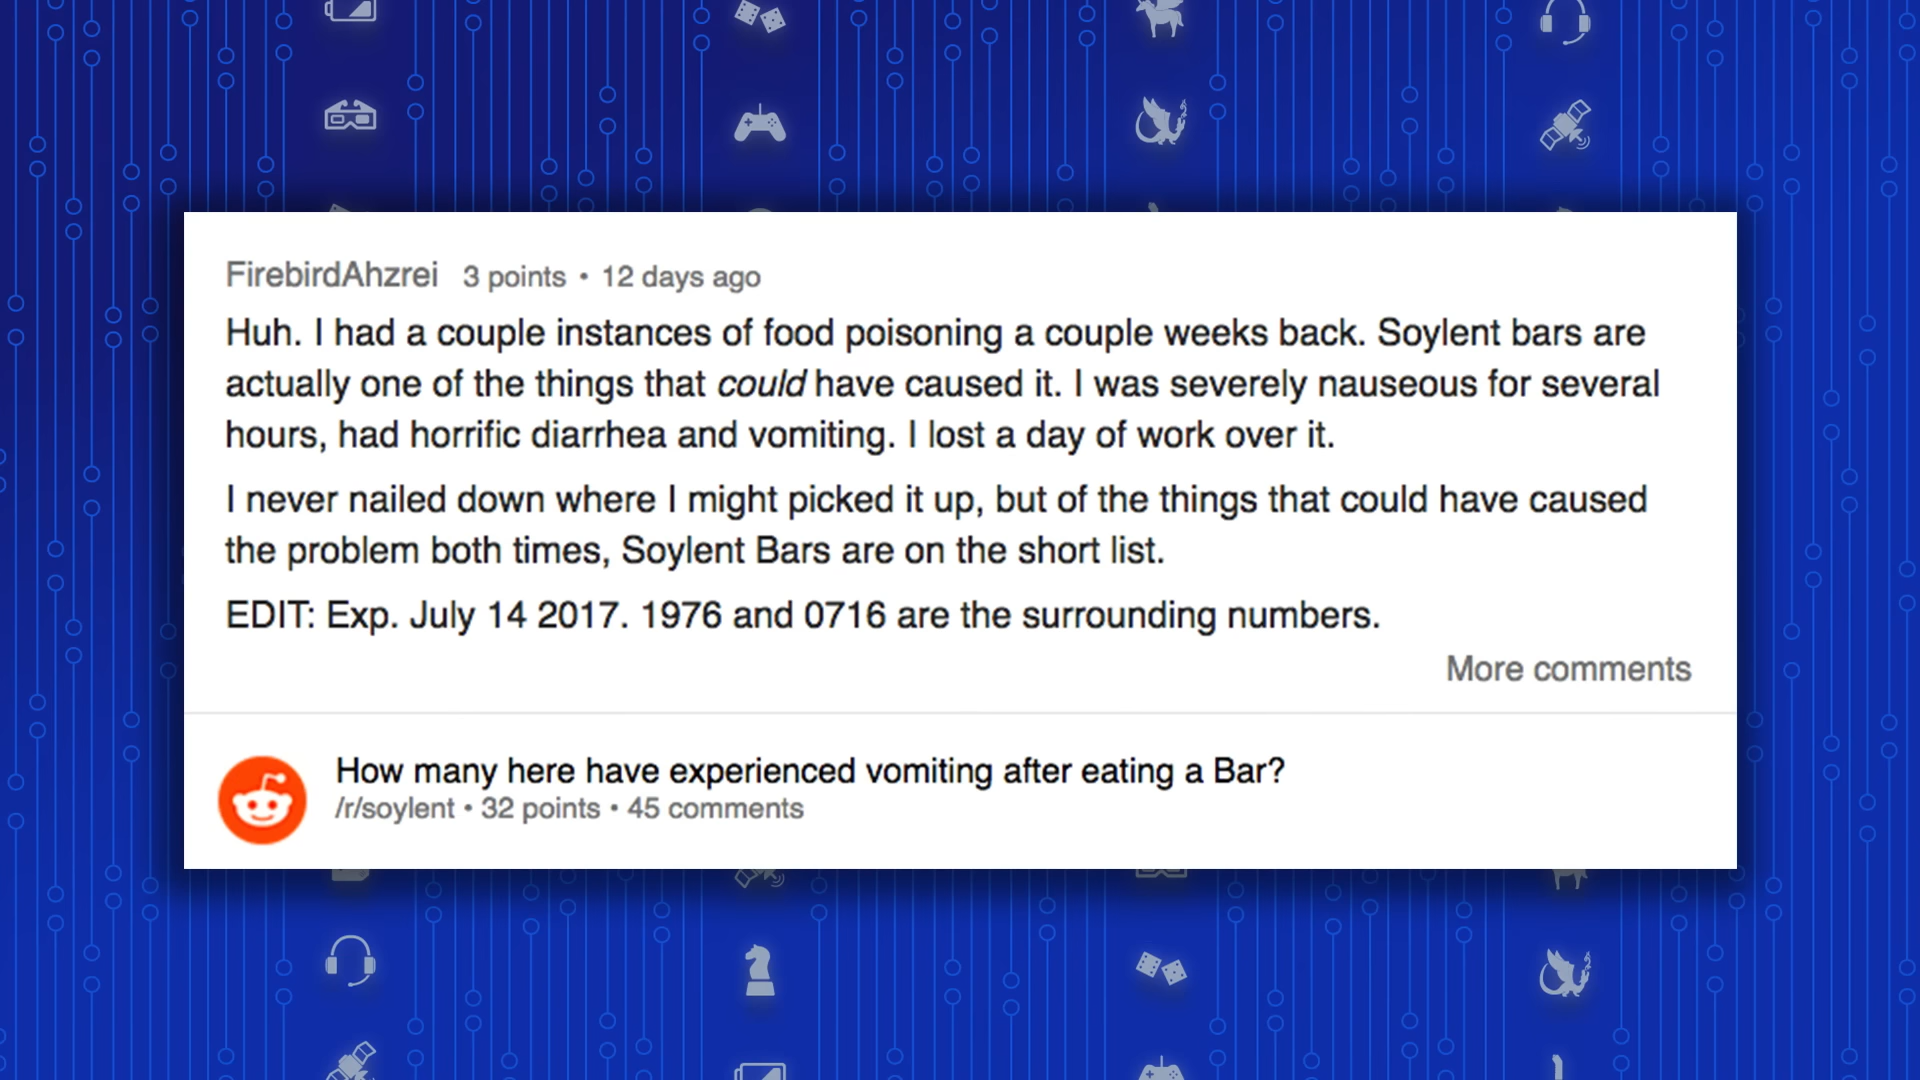 FirebirdAhzrei 3 points • 12 days ago
Huh. I had a couple instances of food poisoning a couple weeks back. Soylent bars are
actually one of the things that could have caused it. I was severely nauseous for several
hours, had horrific diarrhea and vomiting. I lost a day of work over it.
I never nailed down where I might picked it up, but of the things that could have caused
the problem both times, Soylent Bars are on the short list.
EDIT: Exp. July 14 2017. 1976 and 0716 are the surrounding numbers.
More comments
How many here have experienced vomiting after eating a Bar?
/r/soylent • 32 points • 45 comments